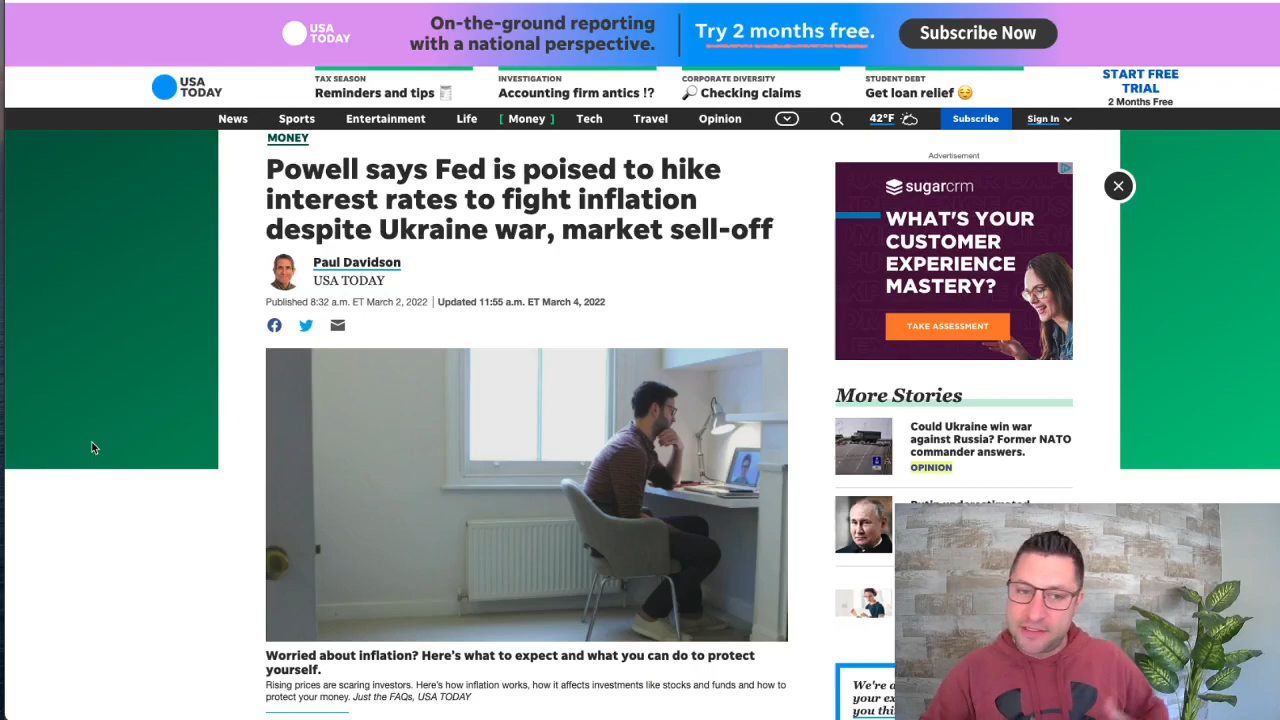 USA
TODAY
On-the-ground reporting
with a national perspective.
Try 2 months free.
Subscribe Now
USA
TODAY
TAX SEASON
Reminders and tips
INVESTIGATION
Accounting firm antics !?
CORPORATE DIVERSITY
Checking claims
STUDENT DEBT
Get loan relief
START FREE
TRIAL
2 Months Free
News Sports Entertainment Life [ Money ] Tech Travel Opinion 42°F Subscribe Sign In
MONEY
Powell says Fed is poised to hike
interest rates to fight inflation
despite Ukraine war, market sell-off
Paul Davidson
USA TODAY
Published 8:32 a.m. ET March 2, 2022 | Updated 11:55 a.m. ET March 4, 2022
Worried about inflation? Here's what to expect and what you can do to protect
yourself.
Rising prices are scaring investors. Here's how inflation works, how it affects investments like stocks and funds and how to
protect your money. Just the FAQs, USA TODAY
Advertisement
sugarcrm
WHAT'S YOUR
CUSTOMER
EXPERIENCE
MASTERY?
TAKE ASSESSMENT
More Stories
Could Ukraine win war
against Russia? Former NATO
commander answers.
OPINION
Putin underestimated
We're
your
you